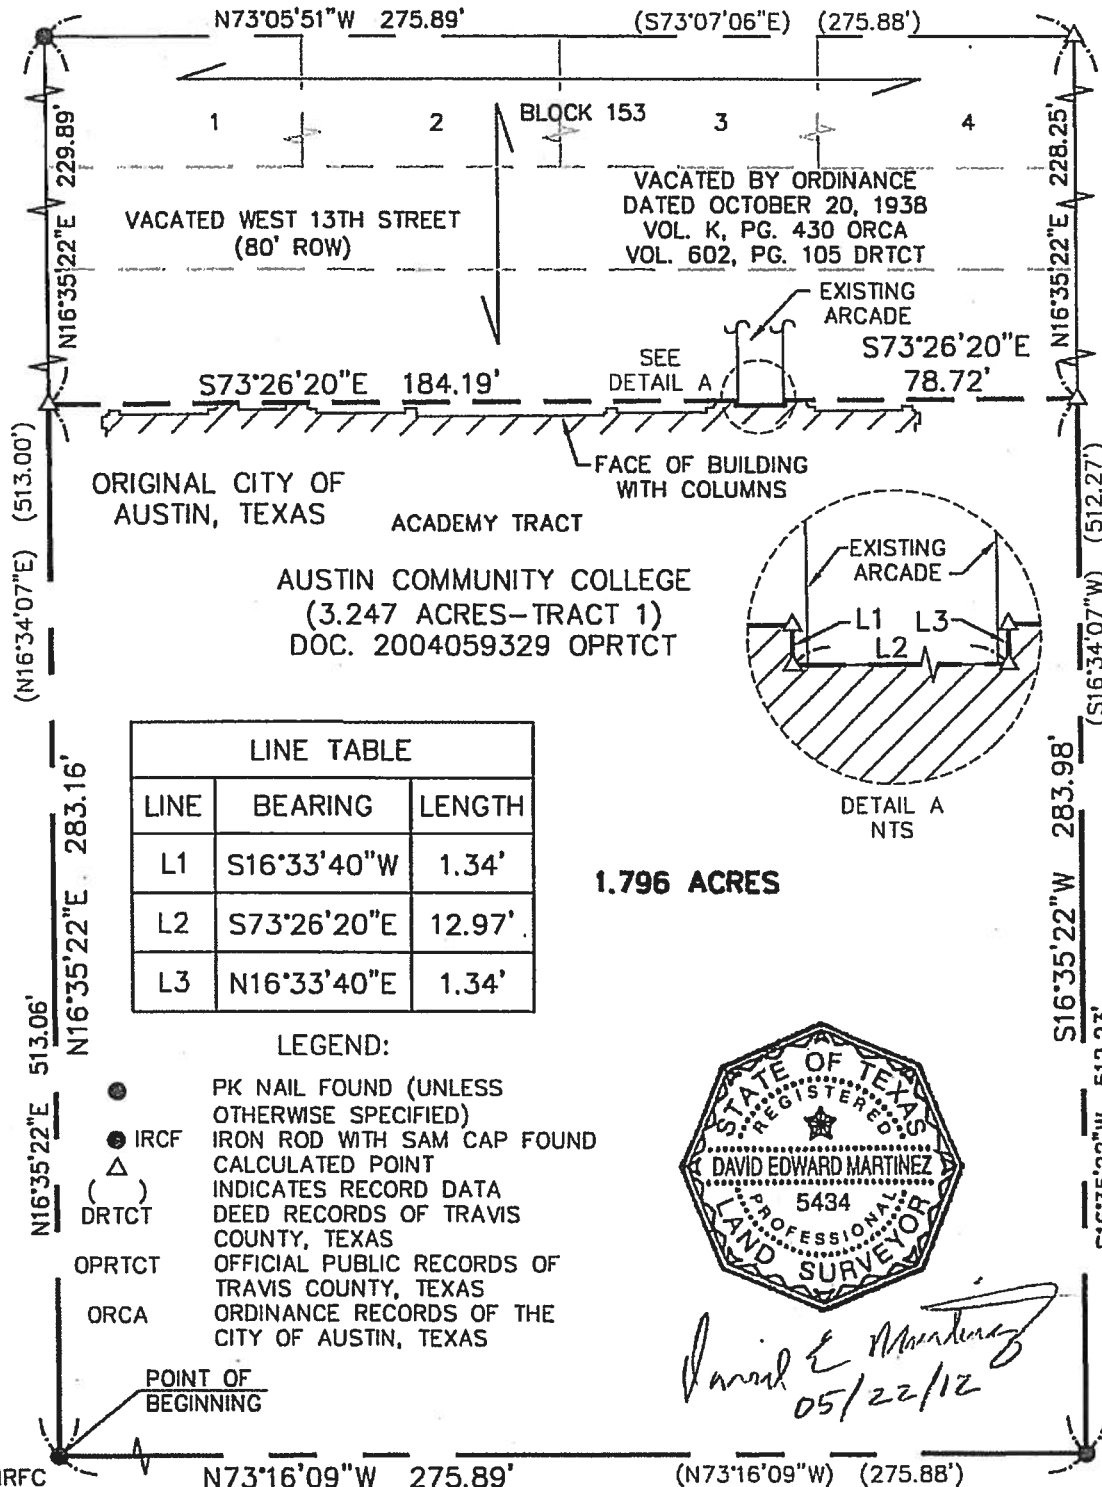 N73°05'51"W 275.89'
(S73°07'06"E) (275.88')
1
2
BLOCK 153
3
4
N16°35'22"E 229.89'
N16°35'22"E 228.25'
VACATED WEST 13TH STREET
(80' ROW)
VACATED BY ORDINANCE
DATED OCTOBER 20, 1938
VOL. K, PG. 430 ORCA
VOL. 602, PG. 105 DRTCT
EXISTING
ARCADE
SEE
DETAIL A
S73°26'20"E
78.72'
S73°26'20"E 184.19'
FACE OF BUILDING
WITH COLUMNS
(N16°34'07"E) (513.00')
(S16°34'07"W) (512.27')
ORIGINAL CITY OF
AUSTIN, TEXAS
ACADEMY TRACT
AUSTIN COMMUNITY COLLEGE
(3.247 ACRES-TRACT 1)
DOC. 2004059329 OPRTCT
EXISTING
ARCADE
L1 L3
L2
DETAIL A
NTS
LINE TABLE
LINE BEARING LENGTH
L1 S16°33'40"W 1.34'
L2 S73°26'20"E 12.97'
L3 N16°33'40"E 1.34'
1.796 ACRES
N16°35'22"E 283.16'
S16°35'22"W 283.98'
N16°35'22"E 513.06'
S16°35'22"W
LEGEND:
PK NAIL FOUND (UNLESS
OTHERWISE SPECIFIED)
IRCF IRON ROD WITH SAM CAP FOUND
CALCULATED POINT
( ) INDICATES RECORD DATA
DRTCT DEED RECORDS OF TRAVIS
COUNTY, TEXAS
OPRTCT OFFICIAL PUBLIC RECORDS OF
TRAVIS COUNTY, TEXAS
ORCA ORDINANCE RECORDS OF THE
CITY OF AUSTIN, TEXAS
STATE OF TEXAS
REGISTERED
DAVID EDWARD MARTINEZ
5434
PROFESSIONAL
LAND SURVEYOR
David E Martinez
05/22/12
POINT OF
BEGINNING
IRFC
N73°16'09"W 275.89'
(N73°16'09"W) (275.88')